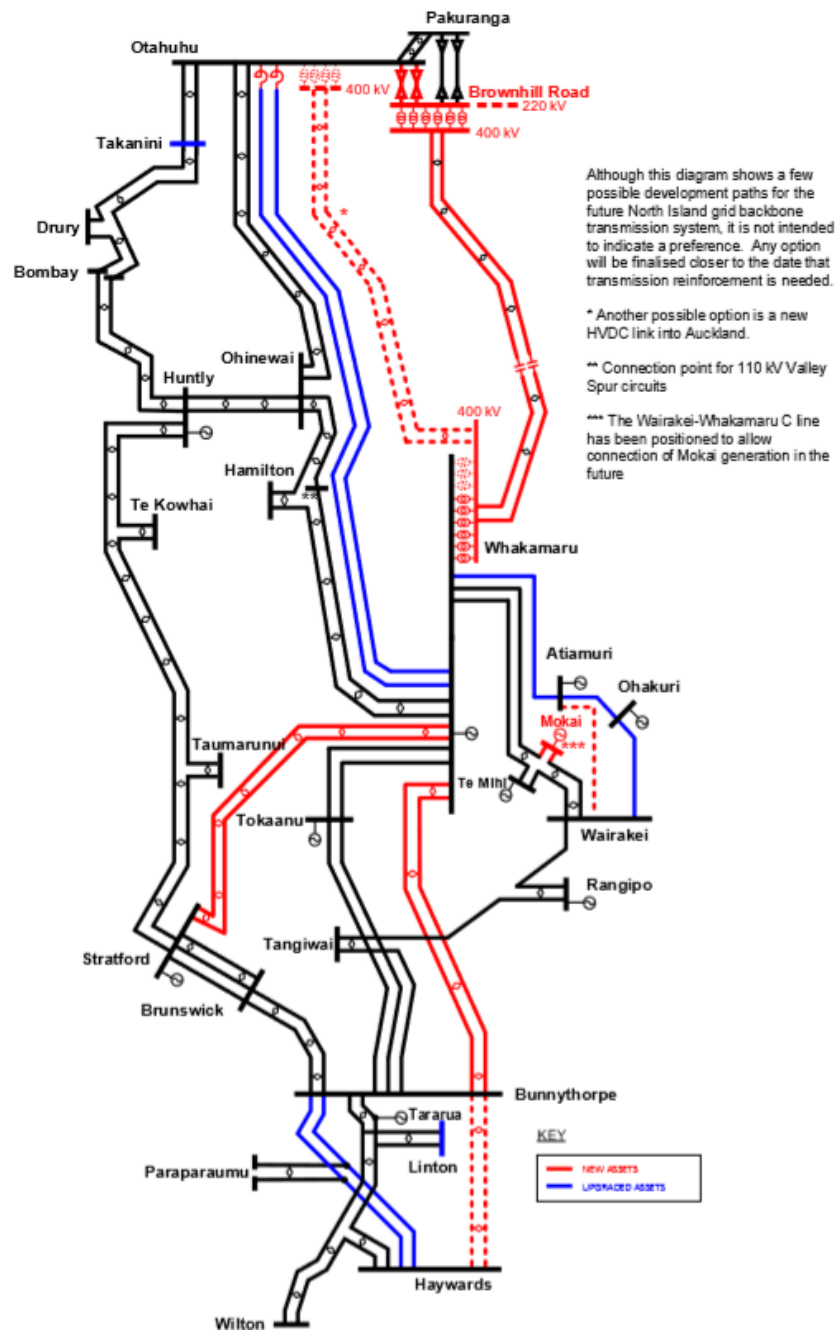 Pakuranga
Otahuhu
400 kV
Brownhill Road
220 kV
400 kV
Takanini
Although this diagram shows a few
possible development paths for the
future North Island grid backbone
transmission system, it is not intended
to indicate a preference. Any option
will be finalised closer to the date that
transmission reinforcement is needed.
*
Drury
Bombay
* Another possible option is a new
HVDC link into Auckland.
Ohinewai
Huntly
** Connection point for 110 kV Valley
Spur circuits
400 kV
*** The Wairakei-Whakamaru C line
has been positioned to allow
connection of Mokai generation in the
future
Hamilton
**
Te Kowhai
Whakamaru
Atiamuri
Ohakuri
Mokai
***
Taumarunui
Te Mihi
Tokaanu
Wairakei
Rangipo
Tangiwai
Stratford
Brunswick
Bunnythorpe
Tararua
KEY
Linton
Paraparaumu
NEW ASSETS
UPGRADED ASSETS
Haywards
Wilton